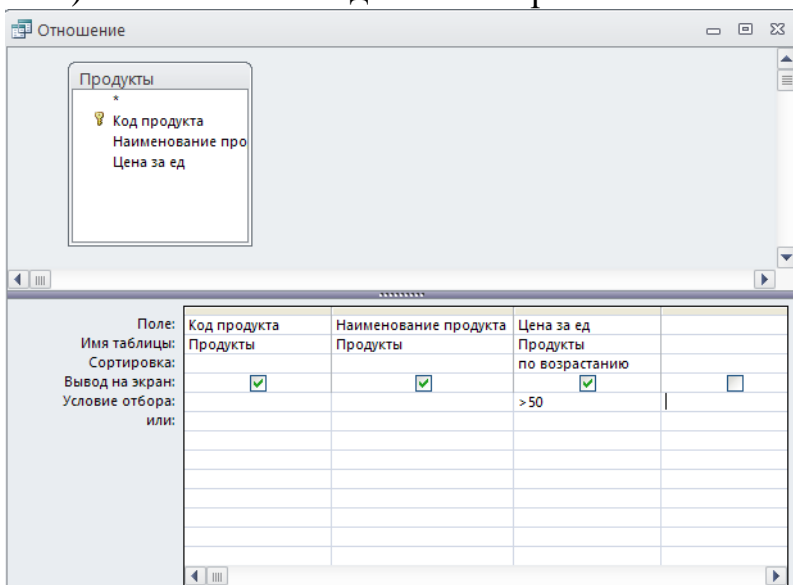 Отношение
Продукты
*
Код продукта
Наименование про
Цена за ед
Поле: Код продукта Наименование продукта Цена за ед
Имя таблицы: Продукты Продукты Продукты
Сортировка: по возрастанию
Вывод на экран:
Условие отбора: >50
или: